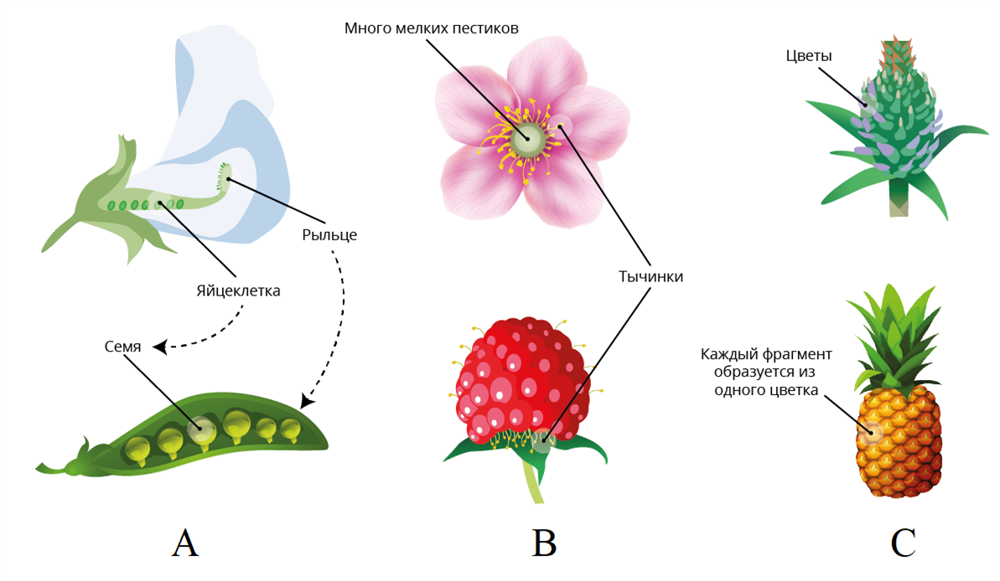 Много мелких пестиков
Цветы
Рыльце
Яйцеклетка
Тычинки
Семя
Каждый фрагмент
образуется из
одного цветка
A
B
C